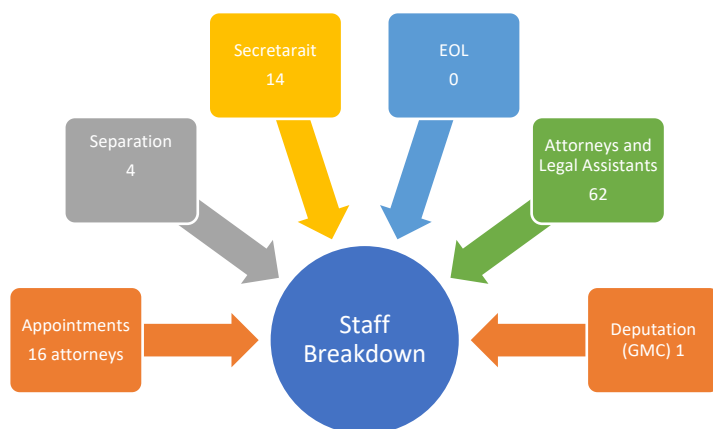 Secretarait
14
EOL
0
Separation
4
Attorneys and
Legal Assistants
62
Appointments
16 attorneys
Staff
Breakdown
Deputation
(GMC) 1